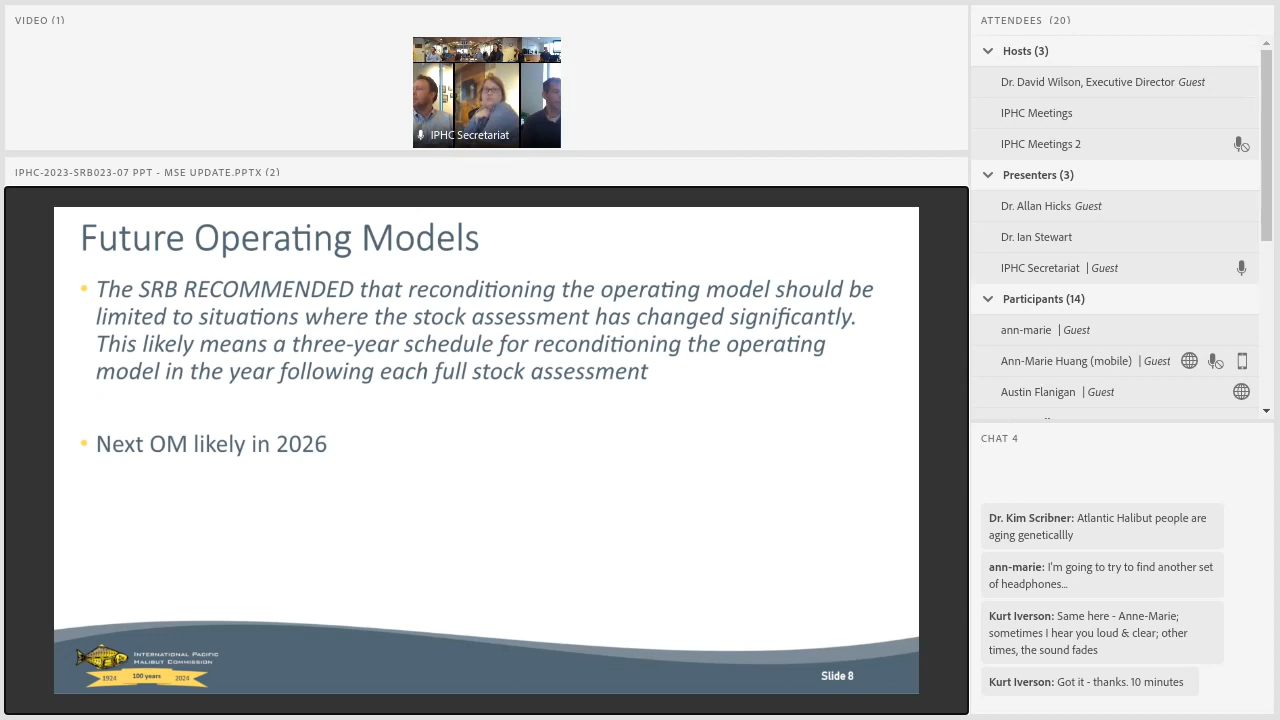 VIDEO (1)
IPHC Secretariat
IPHC-2023-SRB023-07 PPT - MSE UPDATE.PPTX (2)
Future Operating Models
• The SRB RECOMMENDED that reconditioning the operating model should be
limited to situations where the stock assessment has changed significantly.
This likely means a three-year schedule for reconditioning the operating
model in the year following each full stock assessment
• Next OM likely in 2026
INTERNATIONAL PACIFIC
HALIBUT COMMISSION
1924 100 years 2024
Slide 8
ATTENDEES (20)
Hosts (3)
Dr. David Wilson, Executive Director Guest
IPHC Meetings
IPHC Meetings 2
Presenters (3)
Dr. Allan Hicks Guest
Dr. Ian Stewart
IPHC Secretariat | Guest
Participants (14)
ann-marie | Guest
Ann-Marie Huang (mobile) | Guest
Austin Flanigan | Guest
CHAT 4
Dr. Kim Scribner: Atlantic Halibut people are
aging geneticallly
ann-marie: I'm going to try to find another set
of headphones...
Kurt Iverson: Same here - Anne-Marie;
sometimes I hear you loud & clear; other
times, the sound fades
Kurt Iverson: Got it - thanks. 10 minutes